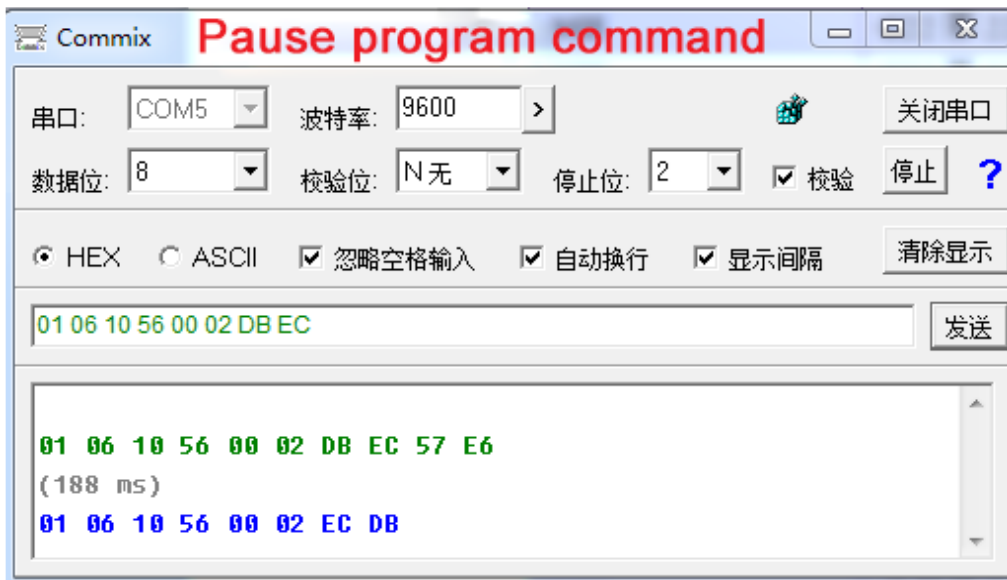 Commix Pause program command
串口: COM5 波特率: 9600 > 关闭串口
数据位: 8 校验位: N 无 停止位: 2 校验 停止 ?
HEX ASCII 忽略空格输入 自动换行 显示间隔 清除显示
01 06 10 56 00 02 DB EC 发送
01 06 10 56 00 02 DB EC 57 E6
(188 ms)
01 06 10 56 00 02 EC DB